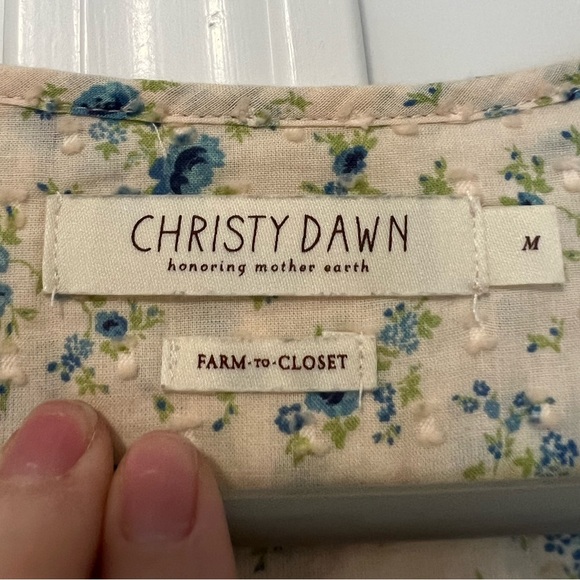 CHRISTY DAWN
honoring mother earth
M
FARM-TO-CLOSET